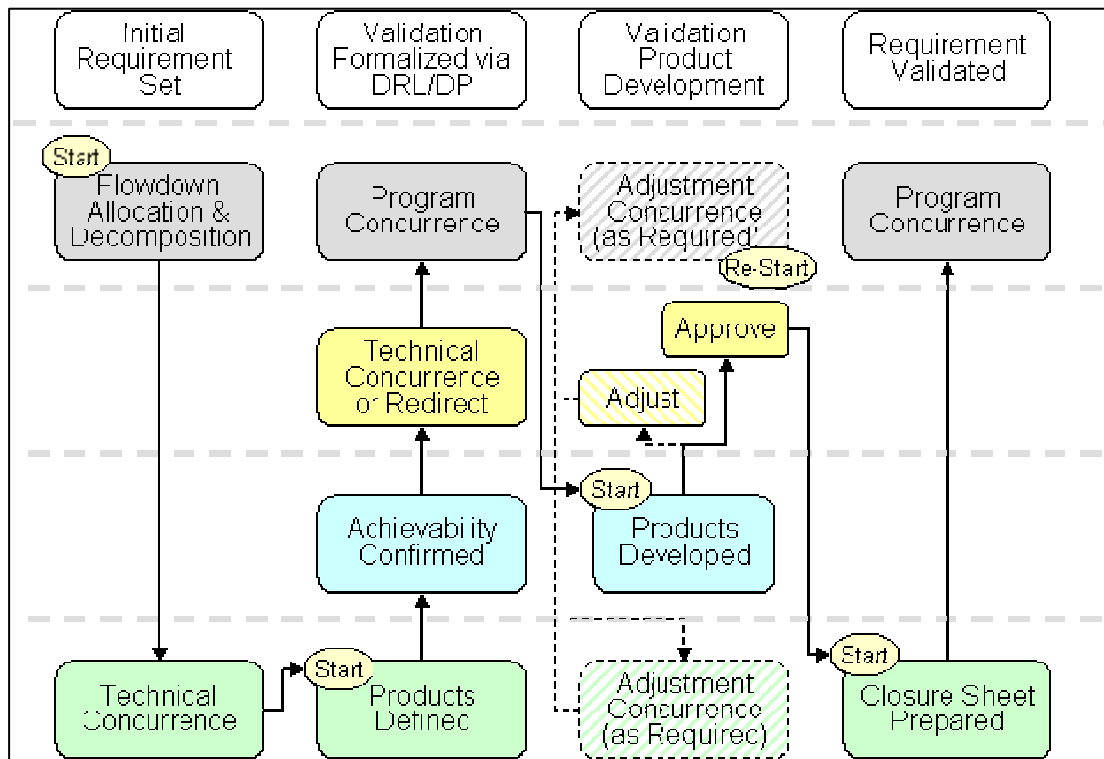 Initial
Requirement
Set
Validation
Formalized via
DRL/DP
Validation
Product
Development
Requirement
Validated
Start
Flowdown
Allocation &
Decomposition
Program
Concurrence
Adjustment
Concurrence
(as Required)
Re-Start
Program
Concurrence
Technical
Concurrence
or Redirect
Approve
Adjust
Achievability
Confirmed
Start
Products
Developed
Technical
Concurrence
Start
Products
Defined
Adjustment
Concurrence
(as Required)
Start
Closure Sheet
Prepared